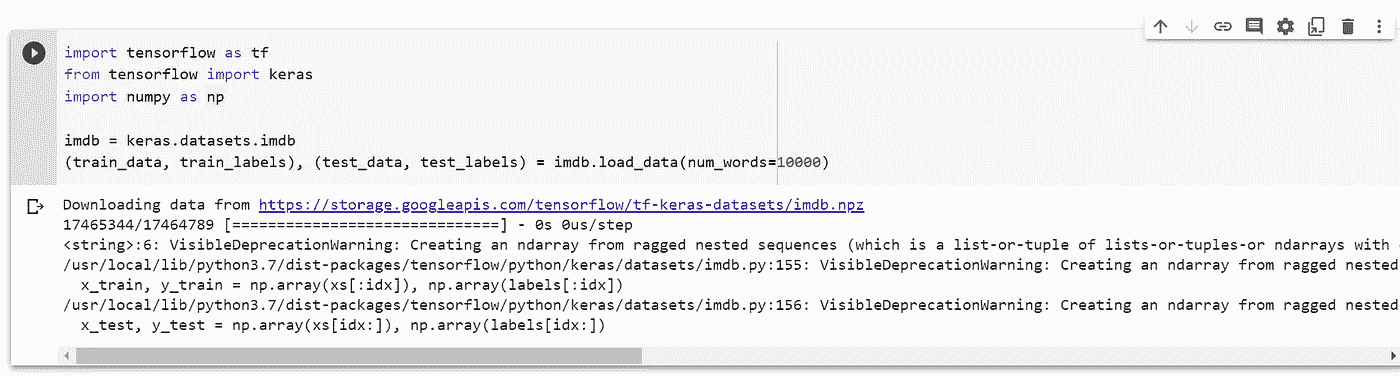 import tensorflow as tf
from tensorflow import keras
import numpy as np
imdb = keras.datasets.imdb
(train_data, train_labels), (test_data, test_labels) = imdb.load_data(num_words=10000)
Downloading data from https://storage.googleapis.com/tensorflow/tf-keras-datasets/imdb.npz
17465344/17464789 [==============================] - 0s 0us/step
<string>:6: VisibleDeprecationWarning: Creating an ndarray from ragged nested sequences (which is a list-or-tuple of lists-or-tuples-or ndarrays with
/usr/local/lib/python3.7/dist-packages/tensorflow/python/keras/datasets/imdb.py:155: VisibleDeprecationWarning: Creating an ndarray from ragged nested
x_train, y_train = np.array(xs[:idx]), np.array(labels[:idx])
/usr/local/lib/python3.7/dist-packages/tensorflow/python/keras/datasets/imdb.py:156: VisibleDeprecationWarning: Creating an ndarray from ragged nested
x_test, y_test = np.array(xs[idx:]), np.array(labels[idx:])